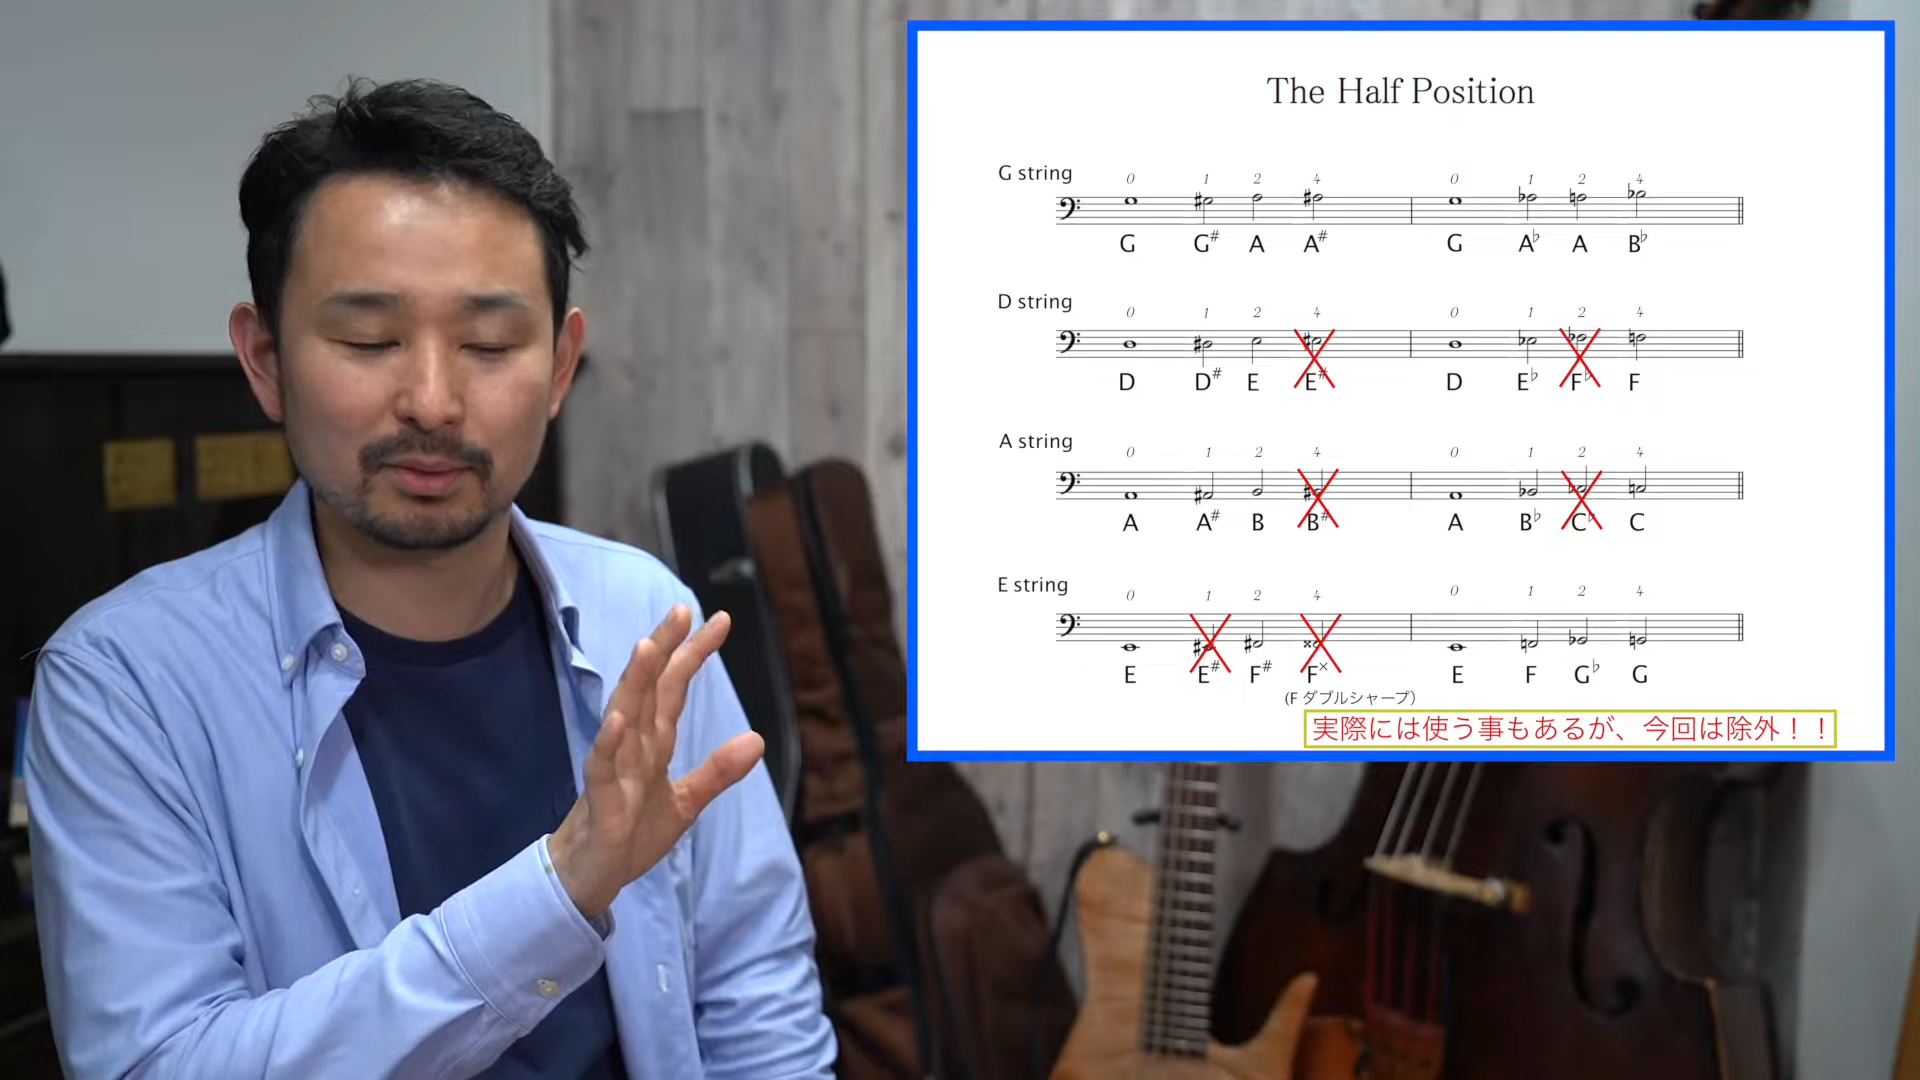 The Half Position
G string
0 1 2 4 0 1 2 4
G G# A A# G A♭ A B♭
D string
0 1 2 4 0 1 2 4
D D# E E# D E♭ F♭ F
A string
0 1 2 4 0 1 2 4
A A# B B# A B♭ C♭ C
E string
0 1 2 4 0 1 2 4
E E# F# F× E F G♭ G
(F ダブルシャープ)
実際には使う事もあるが、今回は除外！！